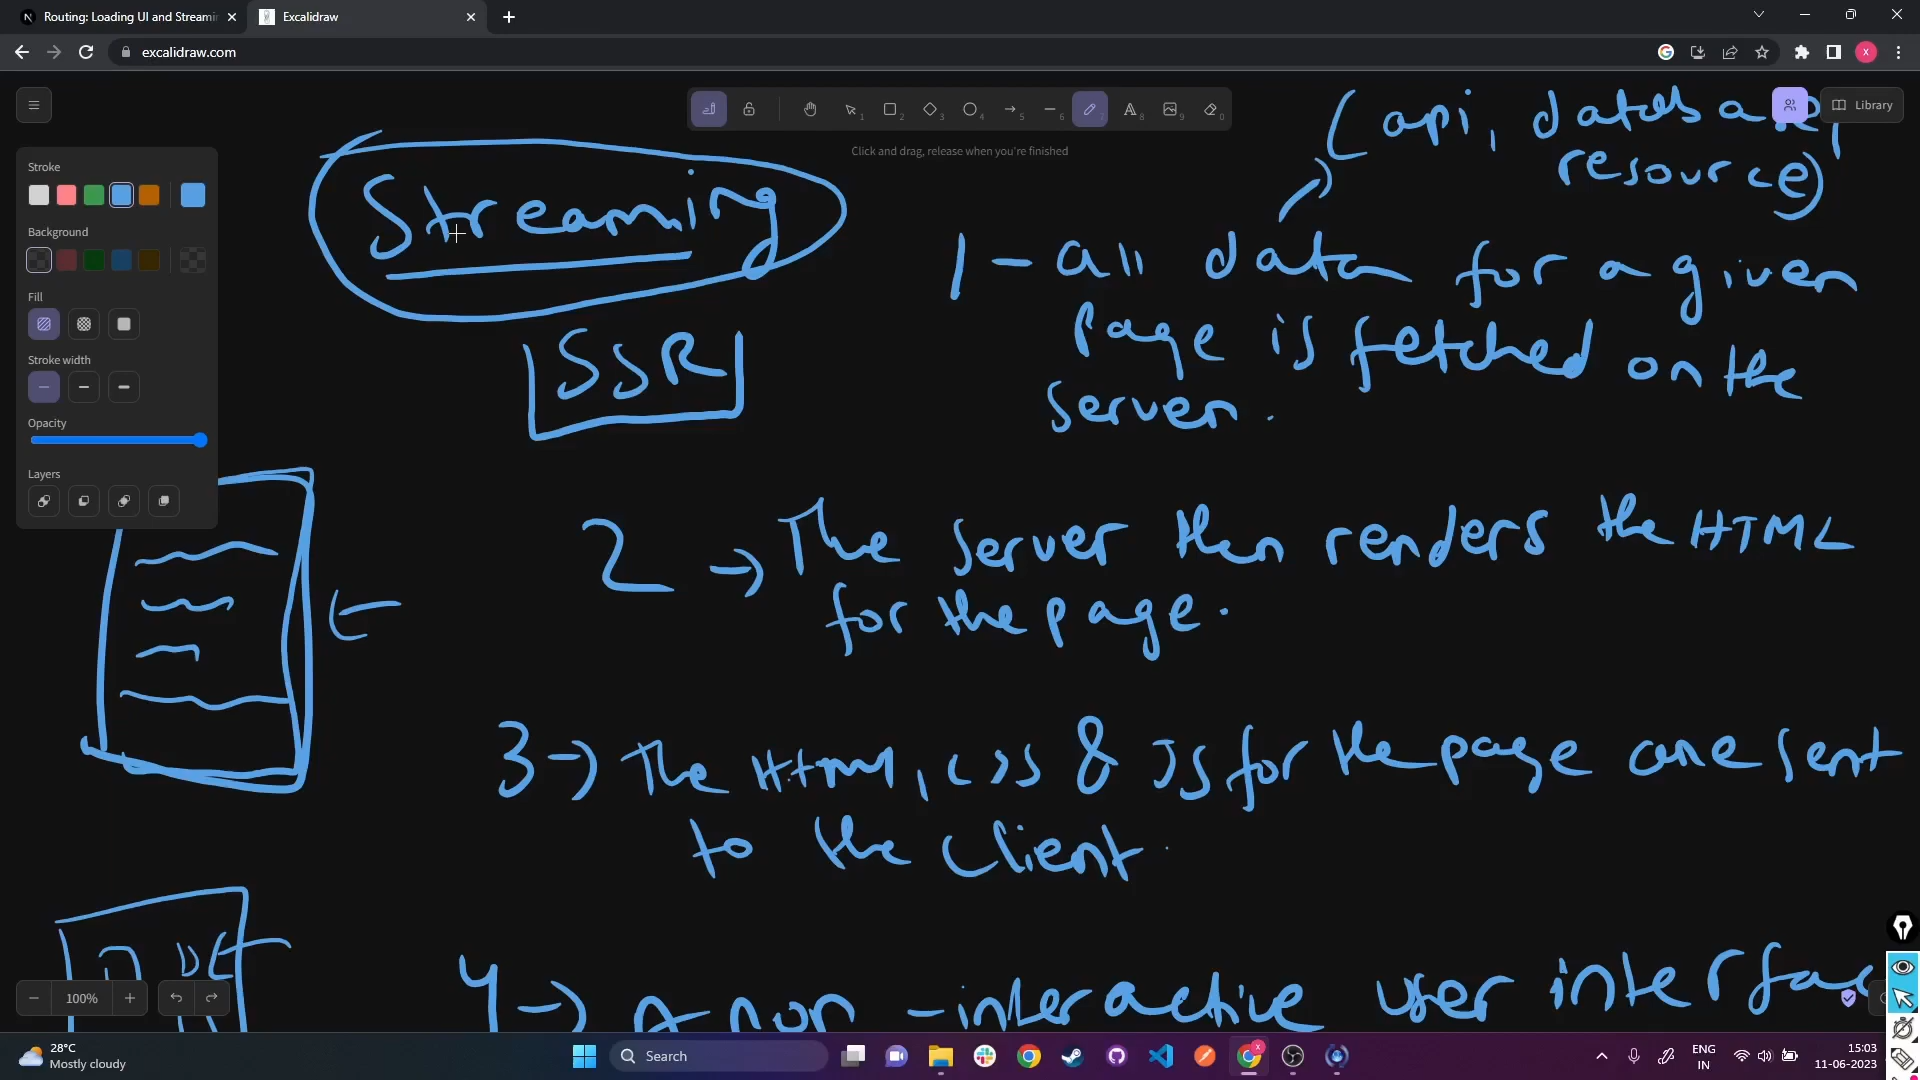 Routing: Loading UI and Streami
Excalidraw
excalidraw.com
Library
Click and drag, release when you're finished
Stroke
Background
Fill
Stroke width
Opacity
Layers
Streaming
SSR
(api, database,
resource)
1 - all data for a given
page is fetched on the
server.
2 → The server then renders the HTML
for the page.
3 → The Html, CSS & JS for the page are sent
to the client.
4 → A non-interactive user interfac
100%
28°C
Mostly cloudy
Search
ENG
IN
15:03
11-06-2023